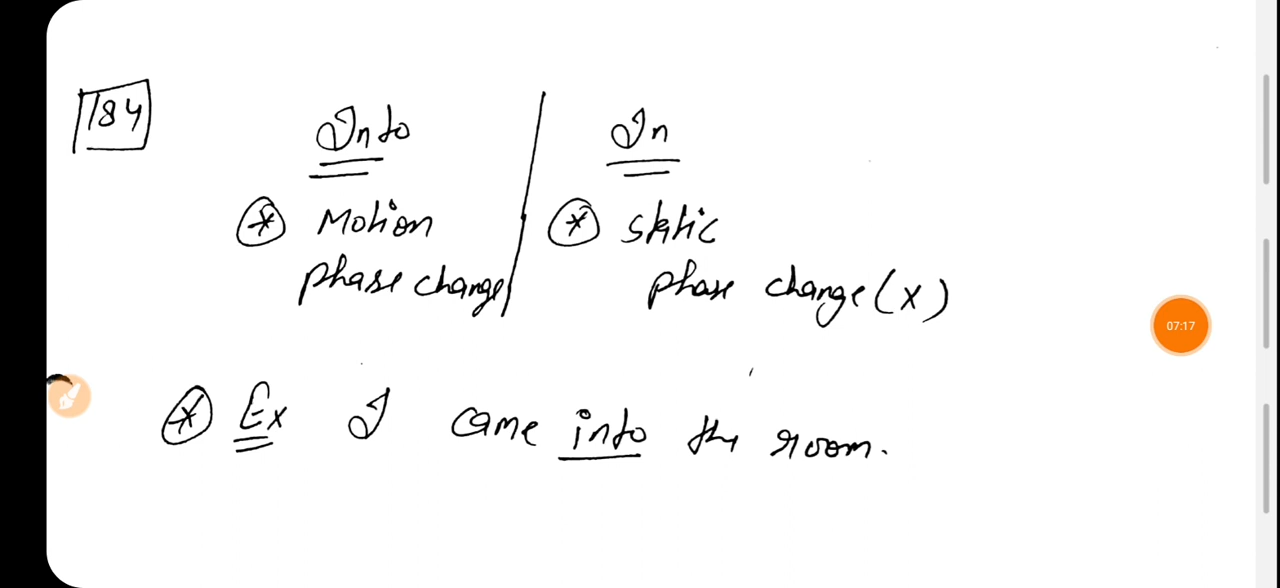 184
Into | In
⊛ Motion ⊛ Static
phase change phase change (x)
⊛ Ex I came into the room.
07:17